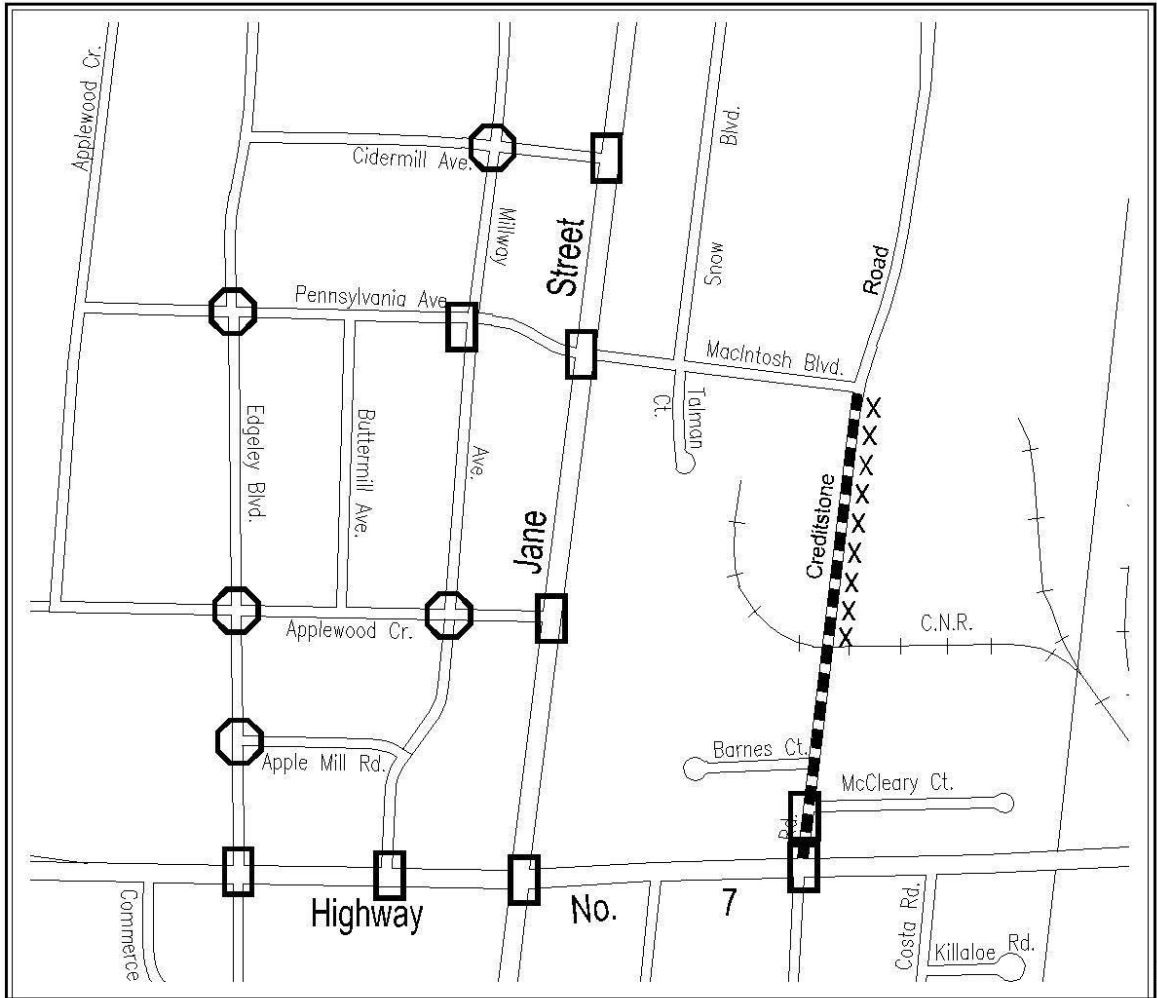 Applewood Cr.
Cidermill Ave.
Millway
Street
Blvd.
Snow
Road
Pennsylvania Ave
MacIntosh Blvd.
Talman
Ct.
Edgeley Blvd.
Buttermill Ave.
Ave.
Jane
Creditstone
X
X
X
X
X
X
X
X
X
Applewood Cr.
C.N.R.
Apple Mill Rd.
Barnes Ct.
McCleary Ct.
Rd.
Commerce
Highway
No.
7
Costa Rd.
Killaloe Rd.